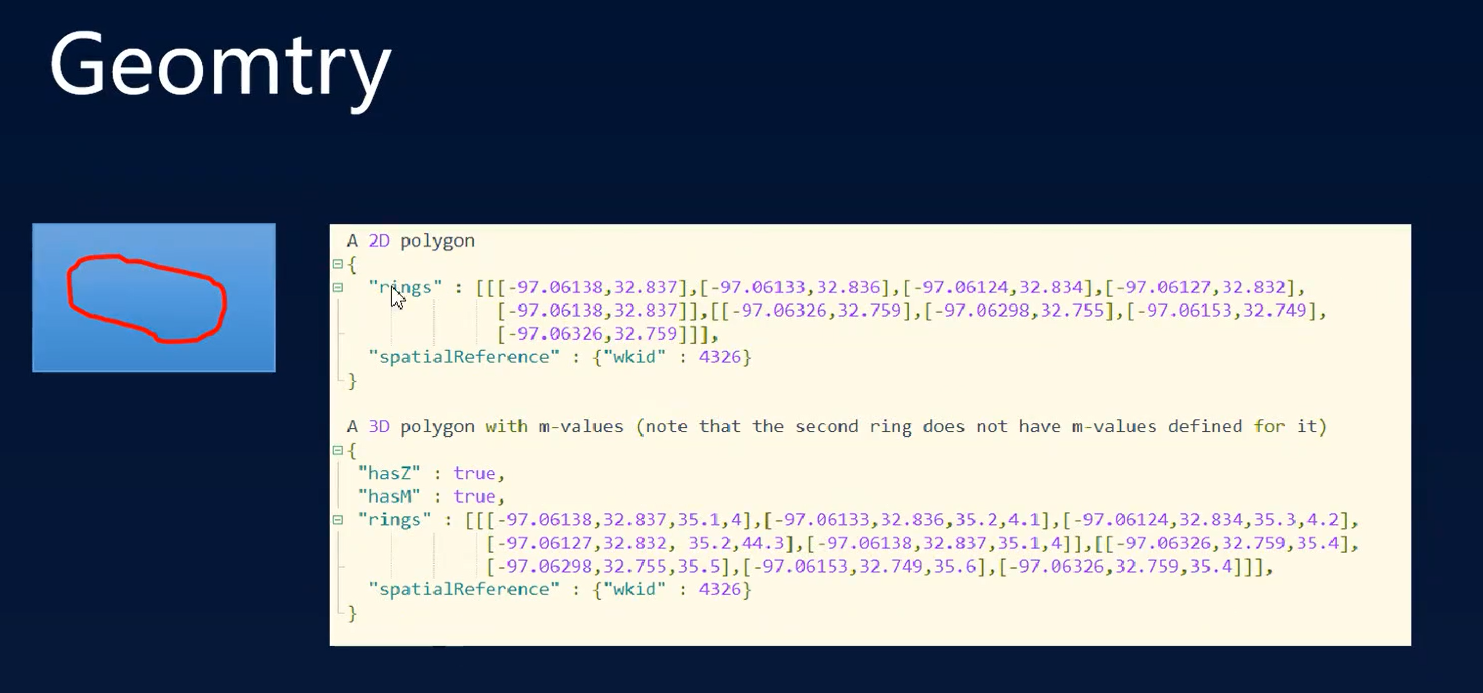 Geomtry
A 2D polygon
{
"rings" : [[[-97.06138,32.837],[-97.06133,32.836],[-97.06124,32.834],[-97.06127,32.832],
[-97.06138,32.837]],[[-97.06326,32.759],[-97.06298,32.755],[-97.06153,32.749],
[-97.06326,32.759]]],
"spatialReference" : {"wkid" : 4326}
}
A 3D polygon with m-values (note that the second ring does not have m-values defined for it)
{
"hasZ" : true,
"hasM" : true,
"rings" : [[[-97.06138,32.837,35.1,4],[-97.06133,32.836,35.2,4.1],[-97.06124,32.834,35.3,4.2],
[-97.06127,32.832, 35.2,44.3],[-97.06138,32.837,35.1,4]],[[-97.06326,32.759,35.4],
[-97.06298,32.755,35.5],[-97.06153,32.749,35.6],[-97.06326,32.759,35.4]]],
"spatialReference" : {"wkid" : 4326}
}